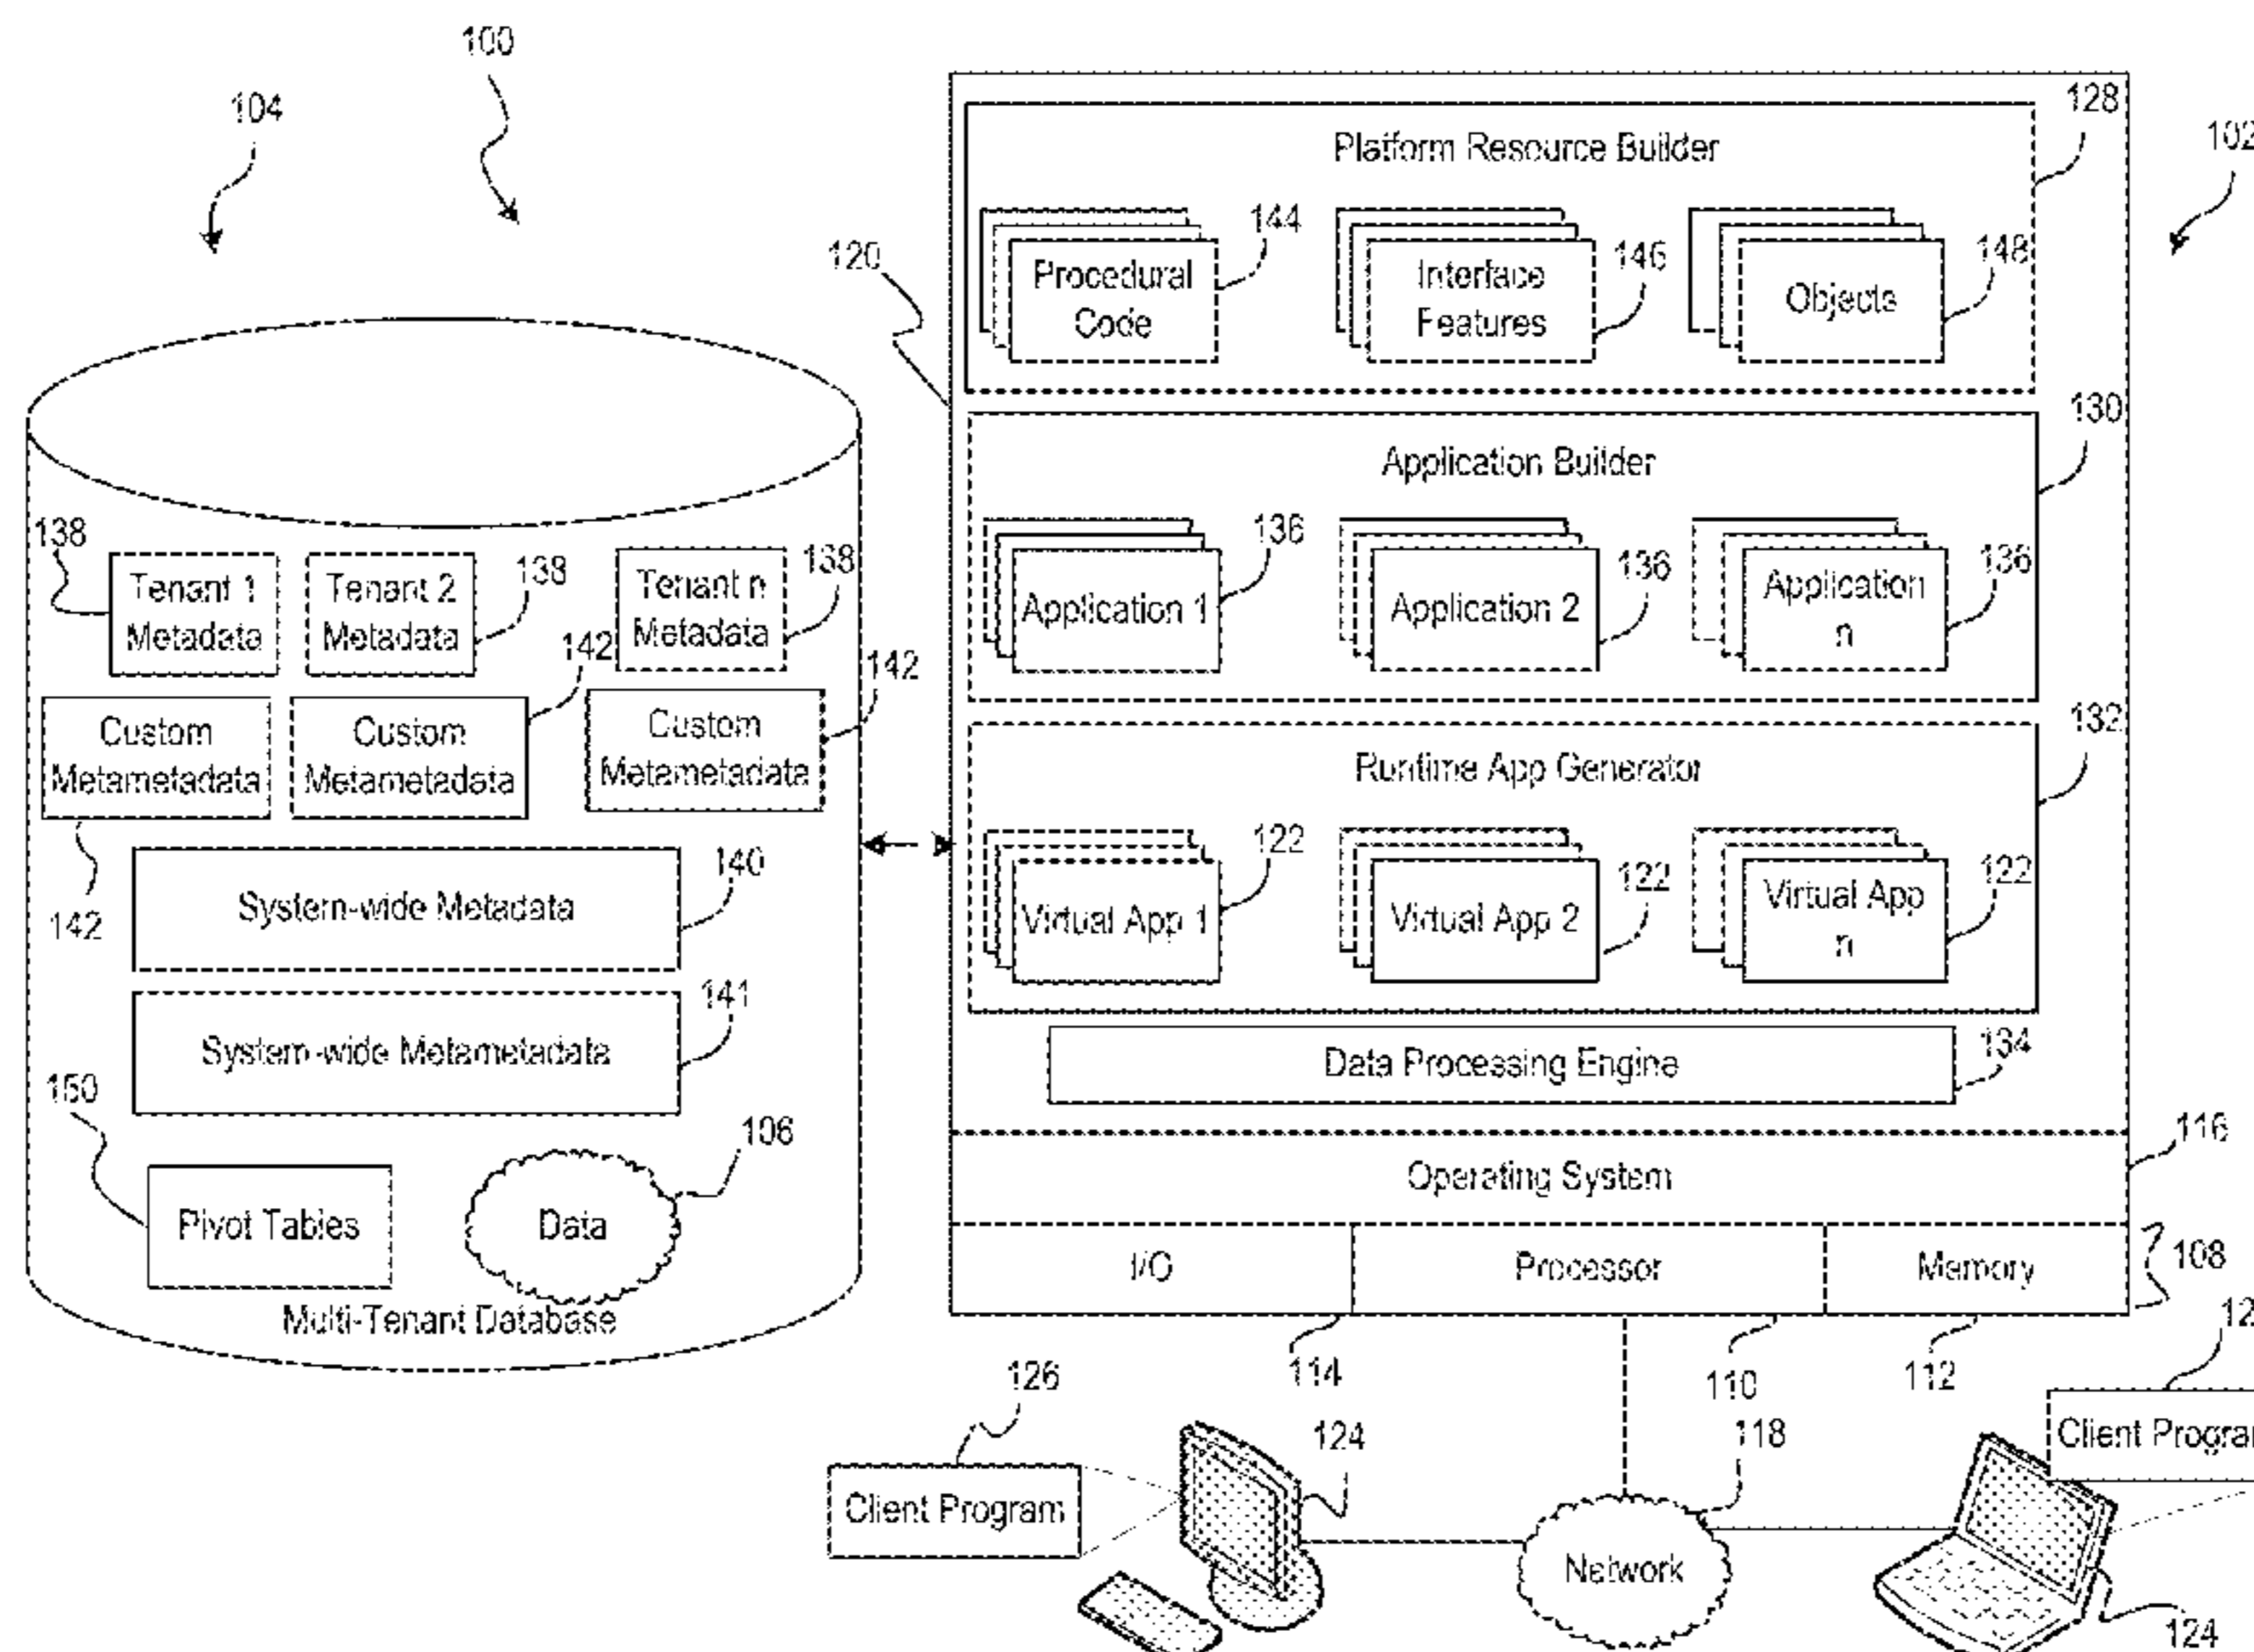 100
104
128
Platform Resource Builder
102
144
146
148
Procedural
Code
Interface
Features
Objects
120
130
Application Builder
138
136
136
136
Tenant 1
Metadata
Tenant 2
Metadata
138
Tenant n
Metadata
138
Application 1
Application 2
Application
n
142
142
132
Custom
Metametadata
Custom
Metametadata
Custom
Metametadata
Runtime App Generator
122
122
122
Virtual App 1
Virtual App 2
Virtual App
n
140
System-wide Metadata
142
141
System-wide Metametadata
134
Data Processing Engine
150
106
116
Operating System
Pivot Tables
Data
I/O
Processor
Memory
108
Multi-Tenant Database
114
110
112
126
124
118
Client Program
Client Program
Network
124